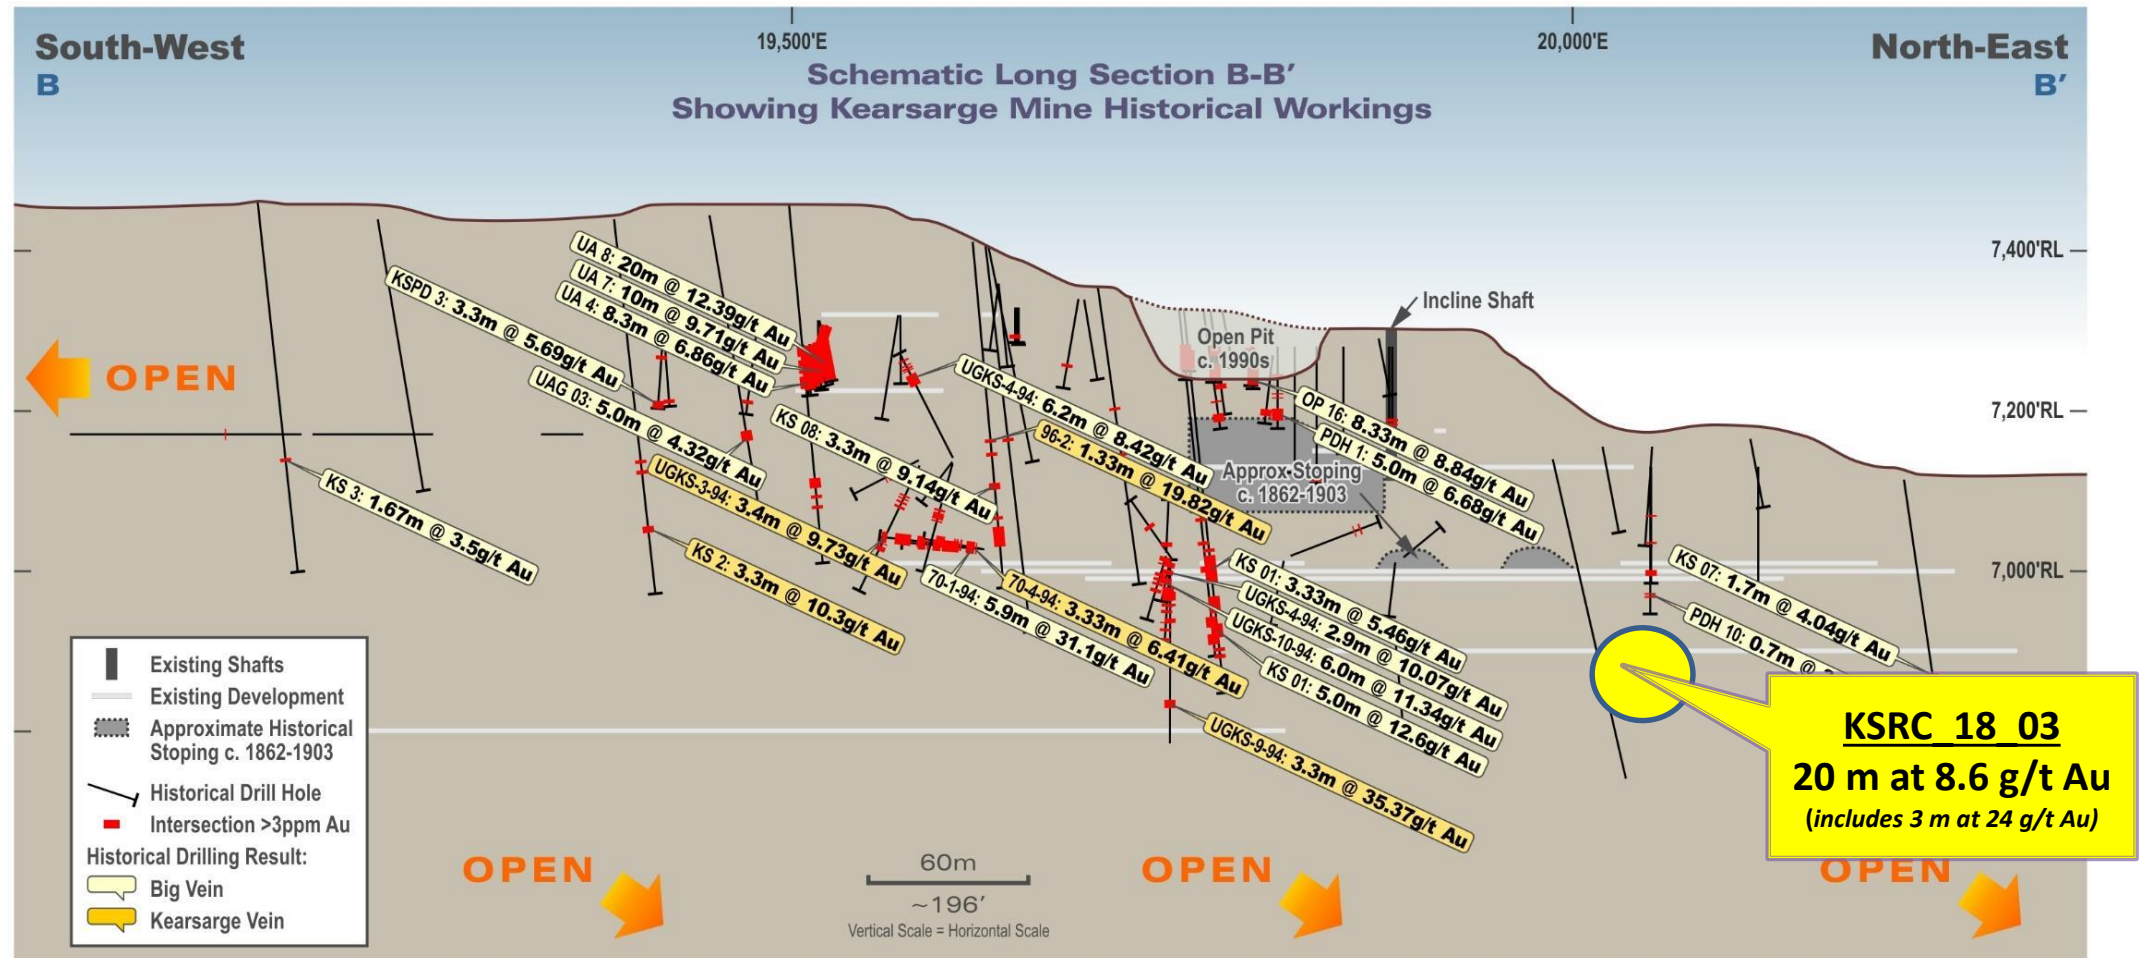 South-West
B
19,500'E
20,000'E
North-East
B'
Schematic Long Section B-B'
Showing Kearsarge Mine Historical Workings
7,400'RL
7,200'RL
7,000'RL
OPEN
Incline Shaft
Open Pit
c. 1990s
Approx Stoping
c. 1862-1903
UA 8: 20m @ 12.39g/t Au
UA 7: 10m @ 9.71g/t Au
UA 4: 8.3m @ 6.86g/t Au
KSPD 3: 3.3m @ 5.69g/t Au
UAG 03: 5.0m @ 4.32g/t Au
KS 08: 3.3m @ 9.14g/t Au
UGKS-4-94: 6.2m @ 8.42g/t Au
96-2: 1.33m @ 19.82g/t Au
OP 16: 8.33m @ 8.84g/t Au
PDH 1: 5.0m @ 6.68g/t Au
KS 3: 1.67m @ 3.5g/t Au
UGKS-3-94: 3.4m @ 9.73g/t Au
KS 2: 3.3m @ 10.3g/t Au
70-1-94: 5.9m @ 31.1g/t Au
70-4-94: 3.33m @ 6.41g/t Au
KS 01: 3.33m @ 5.46g/t Au
UGKS-4-94: 2.9m @ 10.07g/t Au
UGKS-10-94: 6.0m @ 11.34g/t Au
KS 01: 5.0m @ 12.6g/t Au
UGKS-9-94: 3.3m @ 35.37g/t Au
KS 07: 1.7m @ 4.04g/t Au
PDH 10: 0.7m @
KSRC_18_03
20 m at 8.6 g/t Au
(includes 3 m at 24 g/t Au)
Existing Shafts
Existing Development
Approximate Historical
Stoping c. 1862-1903
Historical Drill Hole
Intersection >3ppm Au
Historical Drilling Result:
Big Vein
Kearsarge Vein
OPEN
OPEN
OPEN
60m
~196'
Vertical Scale = Horizontal Scale